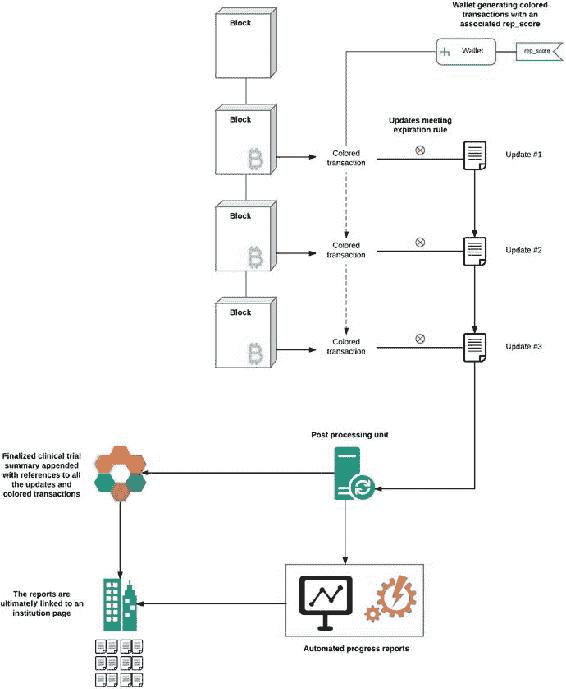 Wallet generating colored
transactions with an
associated rep_score
Block
Wallet
rep_score
Block
Updates meeting
expiration rule
Colored
transaction
Update #1
Block
Colored
transaction
Update #2
Block
Colored
transaction
Update #3
Post processing unit
Finalized clinical trial
summary appended
with references to all
the updates and
colored transactions
The reports are
ultimately linked to an
institution page
Automated progress reports